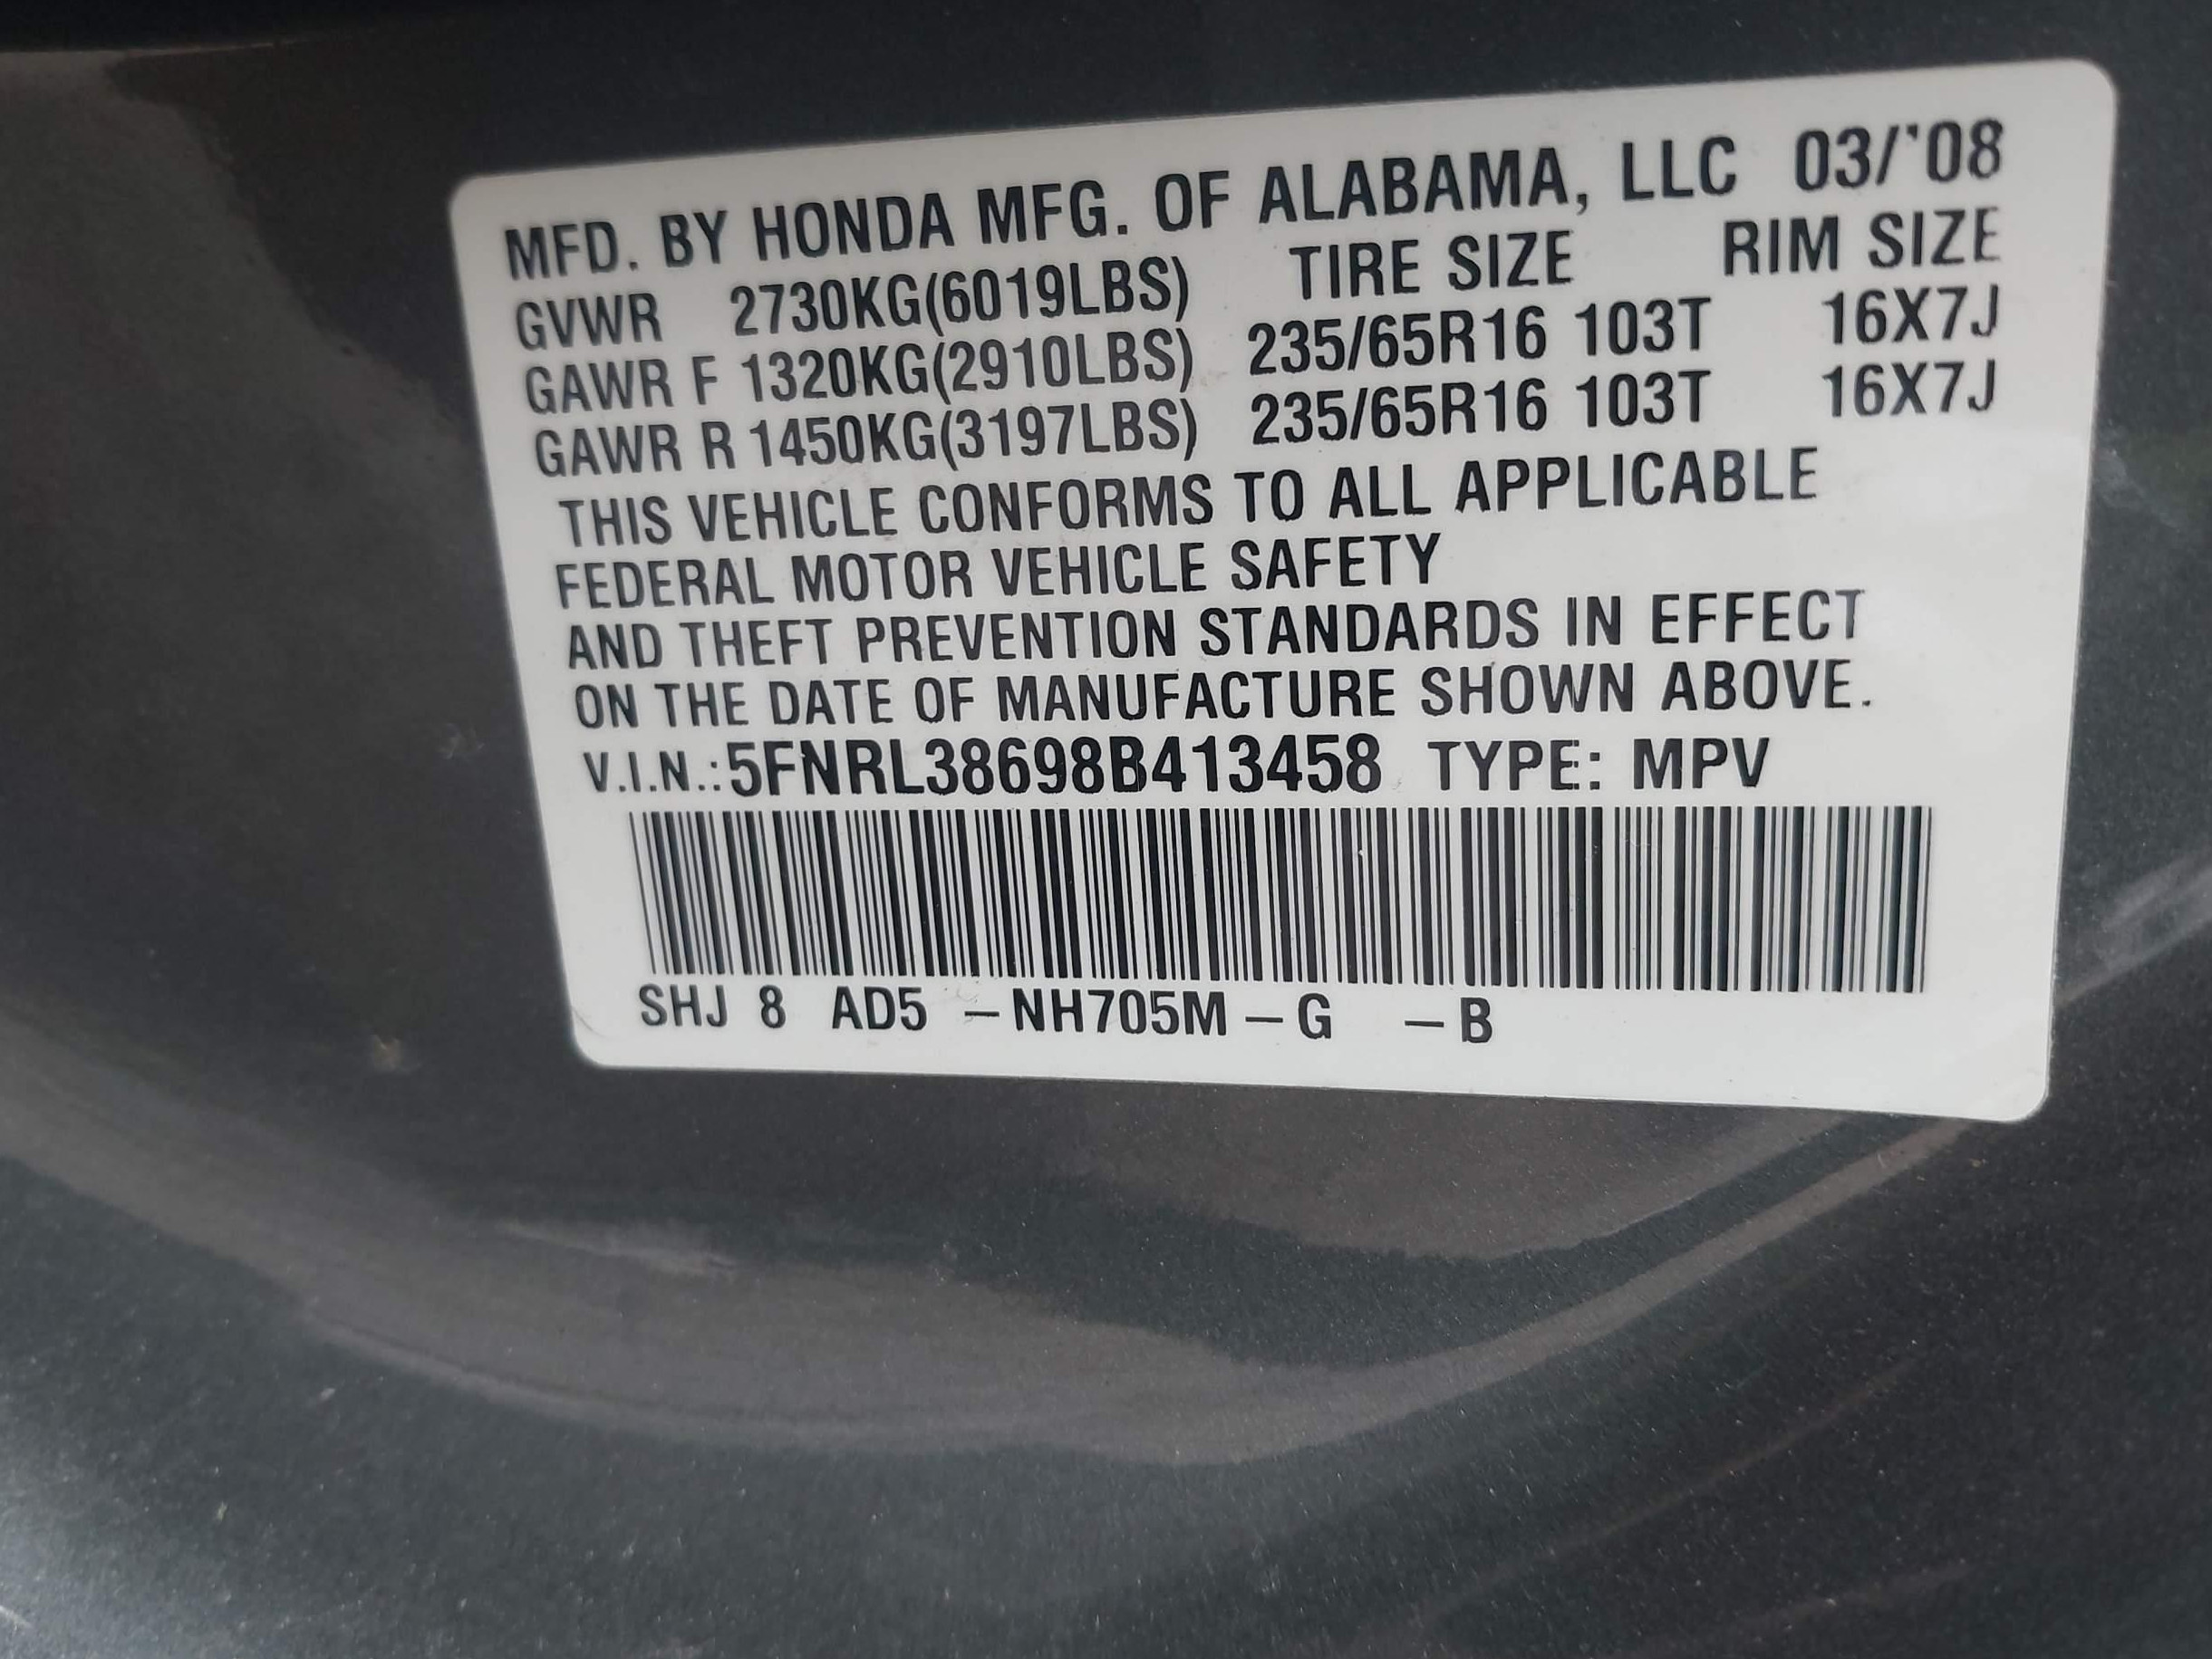 MFD. BY HONDA MFG. OF ALABAMA, LLC 03/'08
GVWR 2730KG(6019LBS) TIRE SIZE RIM SIZE
GAWR F 1320KG(2910LBS) 235/65R16 103T 16X7J
GAWR R 1450KG(3197LBS) 235/65R16 103T 16X7J
THIS VEHICLE CONFORMS TO ALL APPLICABLE
FEDERAL MOTOR VEHICLE SAFETY
AND THEFT PREVENTION STANDARDS IN EFFECT
ON THE DATE OF MANUFACTURE SHOWN ABOVE.
V.I.N.:5FNRL38698B413458 TYPE: MPV
SHJ 8 AD5 –NH705M–G –B